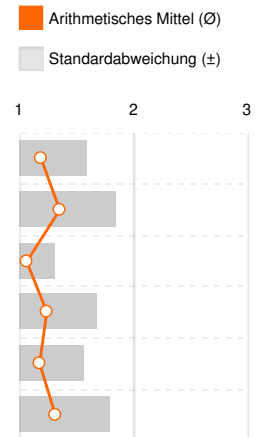 Arithmetisches Mittel (Ø)
Standardabweichung (±)
1 2 3